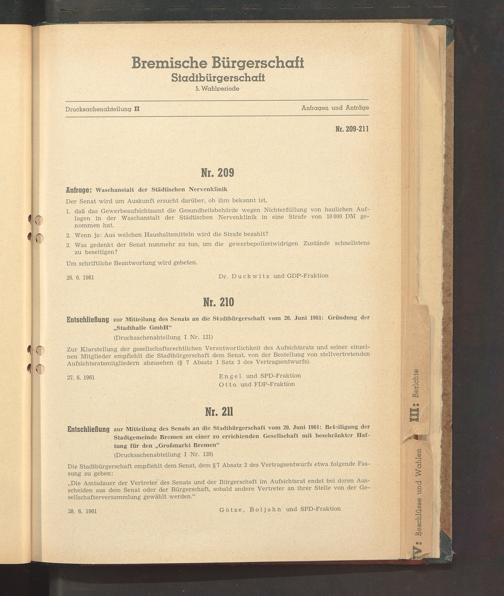 Bremische Bürgerschaft
Stadtbürgerschaft
5. Wahlperiode
Drucksachenabteilung II Anfragen und Anträge
Nr. 209-211
Nr. 209
Anfrage: Waschanstalt der Städtischen Nervenklinik
Der Senat wird um Auskunft ersucht darüber, ob ihm bekannt ist,
1. daß das Gewerbeaufsichtsamt die Gesundheitsbehörde wegen Nichterfüllung von baulichen Auf-
lagen in der Waschanstalt der Städtischen Nervenklinik in eine Strafe von 10 000 DM ge-
nommen hat.
2. Wenn ja: Aus welchen Haushaltsmitteln wird die Strafe bezahlt?
3. Was gedenkt der Senat nunmehr zu tun, um die gewerbepolizeiwidrigen Zustände schnellstens
zu beseitigen?
Um schriftliche Beantwortung wird gebeten.
26. 6. 1961 Dr. Duckwitz und GDP-Fraktion
Nr. 210
Entschließung zur Mitteilung des Senats an die Stadtbürgerschaft vom 20. Juni 1961: Gründung der
„Stadthalle GmbH"
(Drucksachenabteilung I Nr. 121)
Zur Klarstellung der gesellschaftsrechtlichen Verantwortlichkeit des Aufsichtsrats und seiner einzel-
nen Mitglieder empfiehlt die Stadtbürgerschaft dem Senat, von der Bestellung von stellvertretenden
Aufsichtsratsmitgliedern abzusehen (§ 7 Absatz 1 Satz 3 des Vertragsentwurfs).
27. 6. 1961 Engel und SPD-Fraktion
Otto und FDP-Fraktion
Nr. 211
Entschließung zur Mitteilung des Senats an die Stadtbürgerschaft vom 20. Juni 1961: Beteiligung der
Stadtgemeinde Bremen an einer zu errichtenden Gesellschaft mit beschränkter Haf-
tung für den „Großmarkt Bremen"
(Drucksachenabteilung I Nr. 120)
Die Stadtbürgerschaft empfiehlt dem Senat, dem § 7 Absatz 2 des Vertragsentwurfs etwa folgende Fas-
sung zu geben:
„Die Amtsdauer der Vertreter des Senats und der Bürgerschaft im Aufsichtsrat endet bei deren Aus-
scheiden aus dem Senat oder der Bürgerschaft, sobald andere Vertreter an ihrer Stelle von der Ge-
sellschafterversammlung gewählt werden."
28. 6. 1961 Götze, Boljahn und SPD-Fraktion
III: Berichte
IV: Beschlüsse und Wahlen